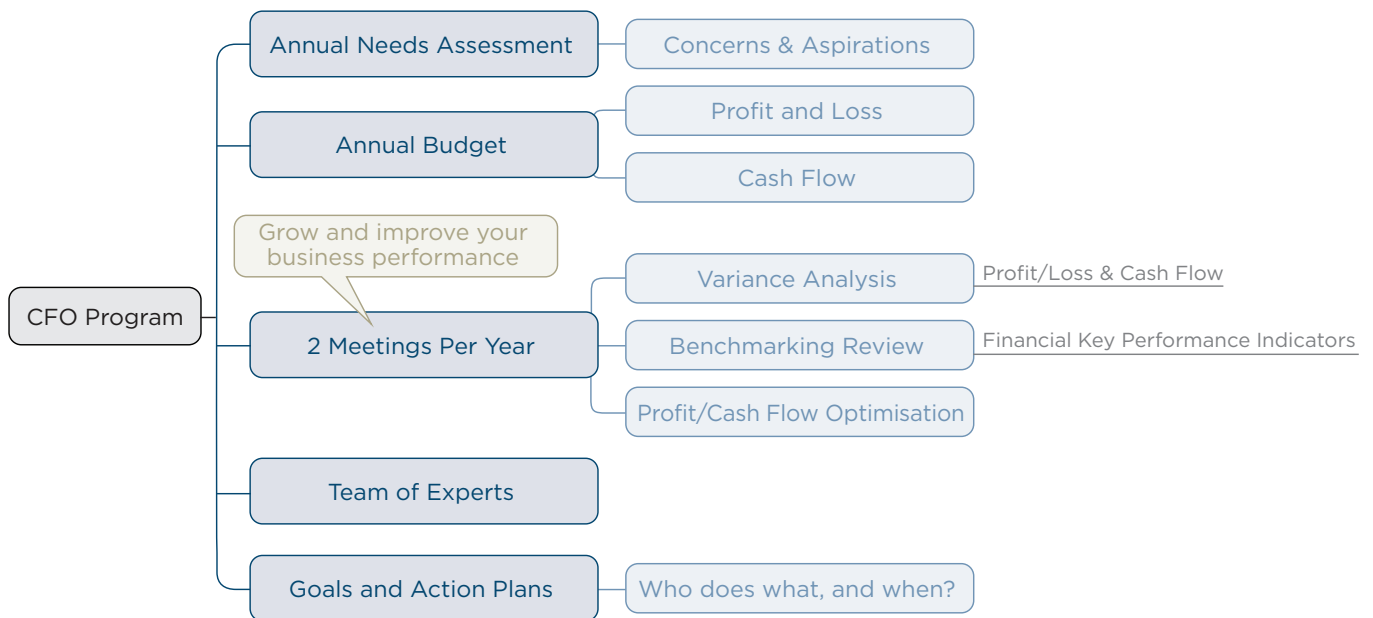 Annual Needs Assessment
Concerns & Aspirations
Profit and Loss
Annual Budget
Cash Flow
Grow and improve your
business performance
Variance Analysis
Profit/Loss & Cash Flow
CFO Program
2 Meetings Per Year
Benchmarking Review
Financial Key Performance Indicators
Profit/Cash Flow Optimisation
Team of Experts
Goals and Action Plans
Who does what, and when?